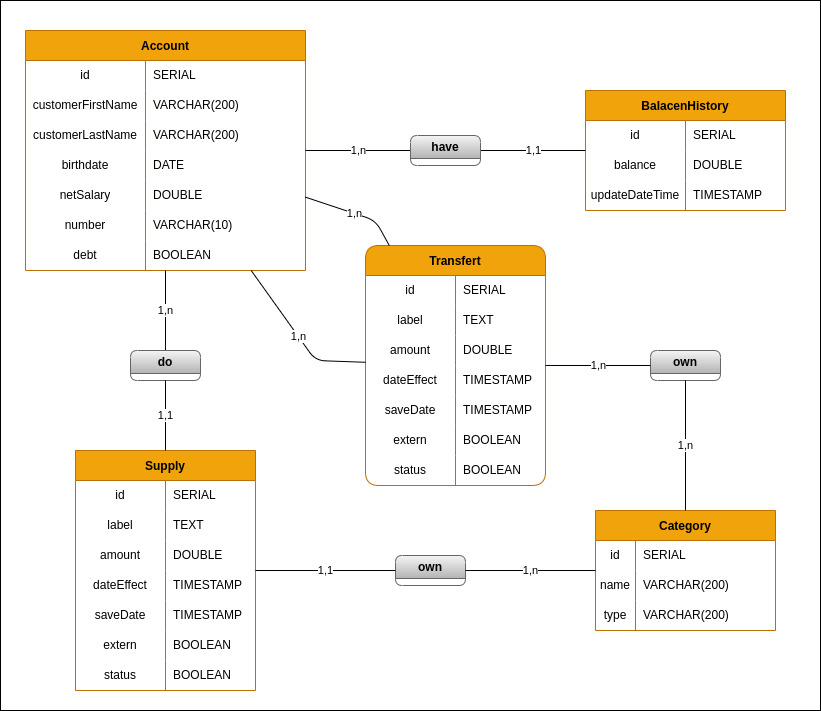 Account
id SERIAL
customerFirstName VARCHAR(200)
customerLastName VARCHAR(200)
birthdate DATE
netSalary DOUBLE
number VARCHAR(10)
debt BOOLEAN
1,n
have
1,1
BalacenHistory
id SERIAL
balance DOUBLE
updateDateTime TIMESTAMP
1,n
1,n
Transfert
id SERIAL
label TEXT
amount DOUBLE
dateEffect TIMESTAMP
saveDate TIMESTAMP
extern BOOLEAN
status BOOLEAN
1,n
do
1,1
1,n
own
1,n
Supply
id SERIAL
label TEXT
amount DOUBLE
dateEffect TIMESTAMP
saveDate TIMESTAMP
extern BOOLEAN
status BOOLEAN
1,1
own
1,n
Category
id SERIAL
name VARCHAR(200)
type VARCHAR(200)